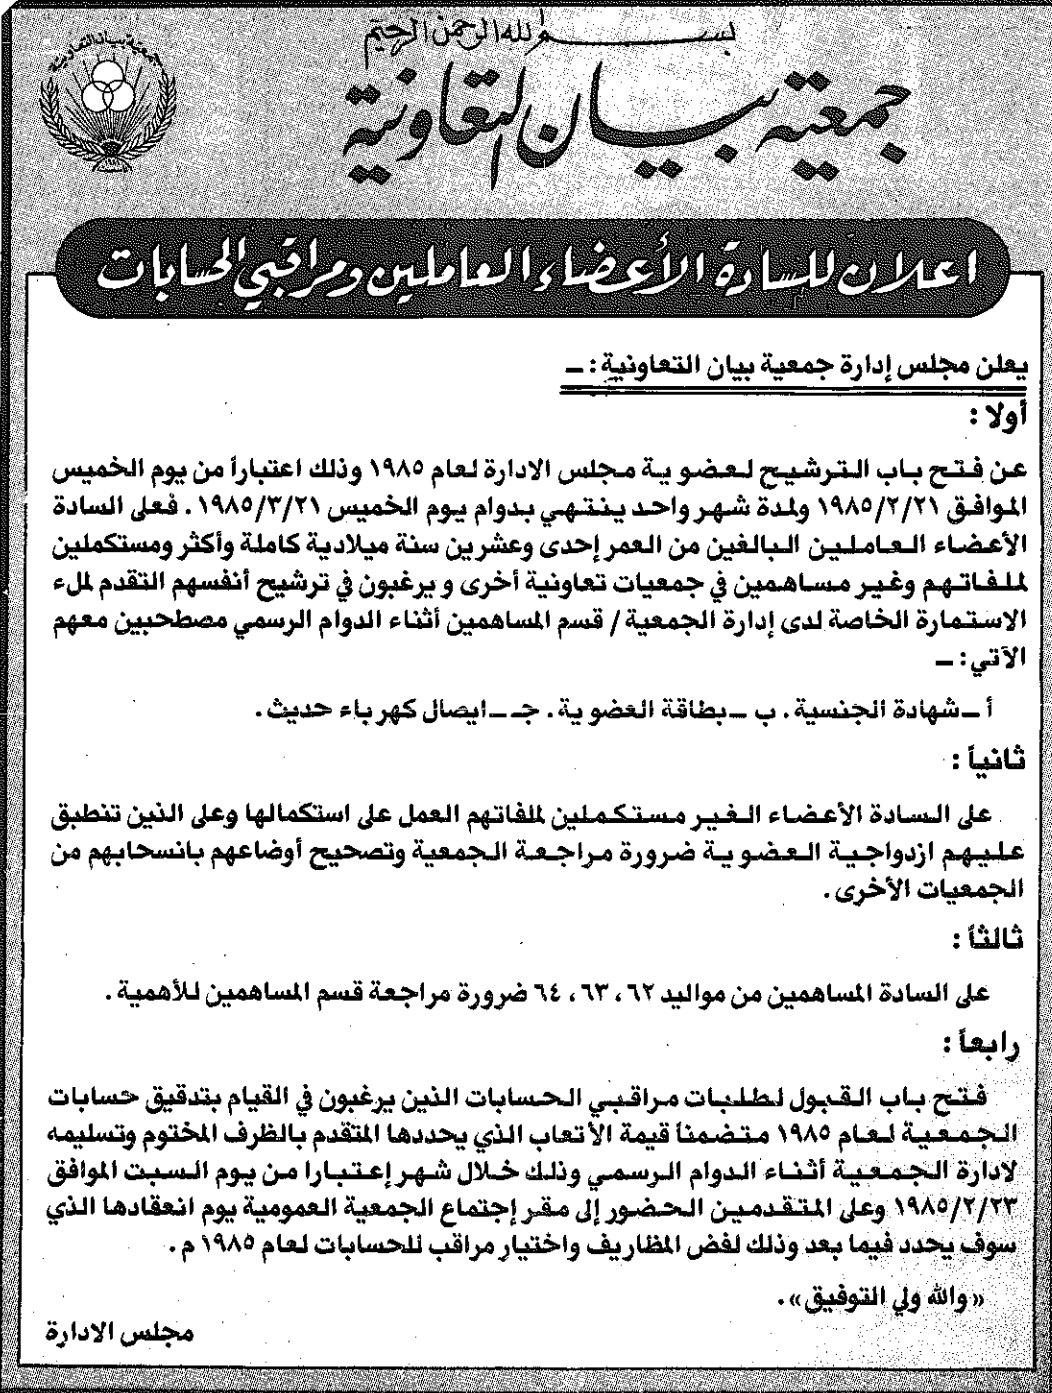 بسم الله الرحمن الرحيم
جمعية بيان التعاونية
جمعية بيان التعاونية
اعلان للسادة الأعضاء العاملين ومراقبي الحسابات
يعلن مجلس إدارة جمعية بيان التعاونية : ــ
أولا :
عن فتح باب الترشيح لعضوية مجلس الادارة لعام ١٩٨٥ وذلك اعتباراً من يوم الخميس
الموافق ١٩٨٥/٢/٢١ ولمدة شهر واحد ينتهي بدوام يوم الخميس ١٩٨٥/٣/٢١ . فعلى السادة
الأعضاء العاملين البالغين من العمر إحدى وعشرين سنة ميلادية كاملة وأكثر ومستكملين
لملفاتهم وغير مساهمين في جمعيات تعاونية أخرى ويرغبون في ترشيح أنفسهم التقدم لملء
الاستمارة الخاصة لدى إدارة الجمعية / قسم المساهمين أثناء الدوام الرسمي مصطحبين معهم
الآتي : ــ
أ ــ شهادة الجنسية . ب ــ بطاقة العضوية . جـ ــ ايصال كهرباء حديث .
ثانياً :
على السادة الأعضاء الغير مستكملين لملفاتهم العمل على استكمالها وعلى الذين تنطبق
عليهم ازدواجية العضوية ضرورة مراجعة الجمعية وتصحيح أوضاعهم بانسحابهم من
الجمعيات الأخرى .
ثالثاً :
على السادة المساهمين من مواليد ٦٢ ، ٦٣ ، ٦٤ ضرورة مراجعة قسم المساهمين للأهمية .
رابعاً :
فتح باب القبول لطلبات مراقبي الحسابات الذين يرغبون في القيام بتدقيق حسابات
الجمعية لعام ١٩٨٥ متضمناً قيمة الأتعاب الذي يحددها المتقدم بالظرف المختوم وتسليمه
لادارة الجمعية أثناء الدوام الرسمي وذلك خلال شهر إعتبارا من يوم السبت الموافق
١٩٨٥/٢/٢٣ وعلى المتقدمين الحضور إلى مقر إجتماع الجمعية العمومية يوم انعقادها الذي
سوف يحدد فيما بعد وذلك لفض المظاريف واختيار مراقب للحسابات لعام ١٩٨٥ م .
« والله ولي التوفيق » .
مجلس الادارة